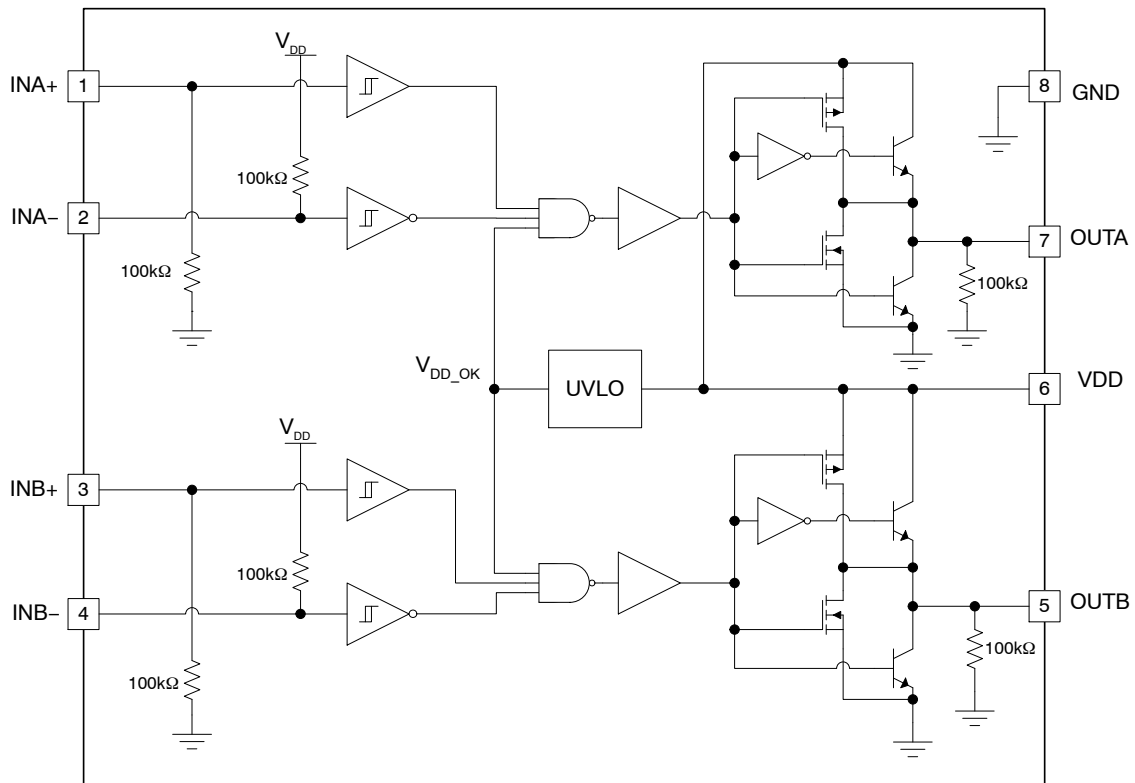 V_DD
INA+ 1
8 GND
100kΩ
INA− 2
7 OUTA
100kΩ
100kΩ
V_DD_OK
UVLO
6 VDD
V_DD
INB+ 3
100kΩ
INB− 4
5 OUTB
100kΩ
100kΩ